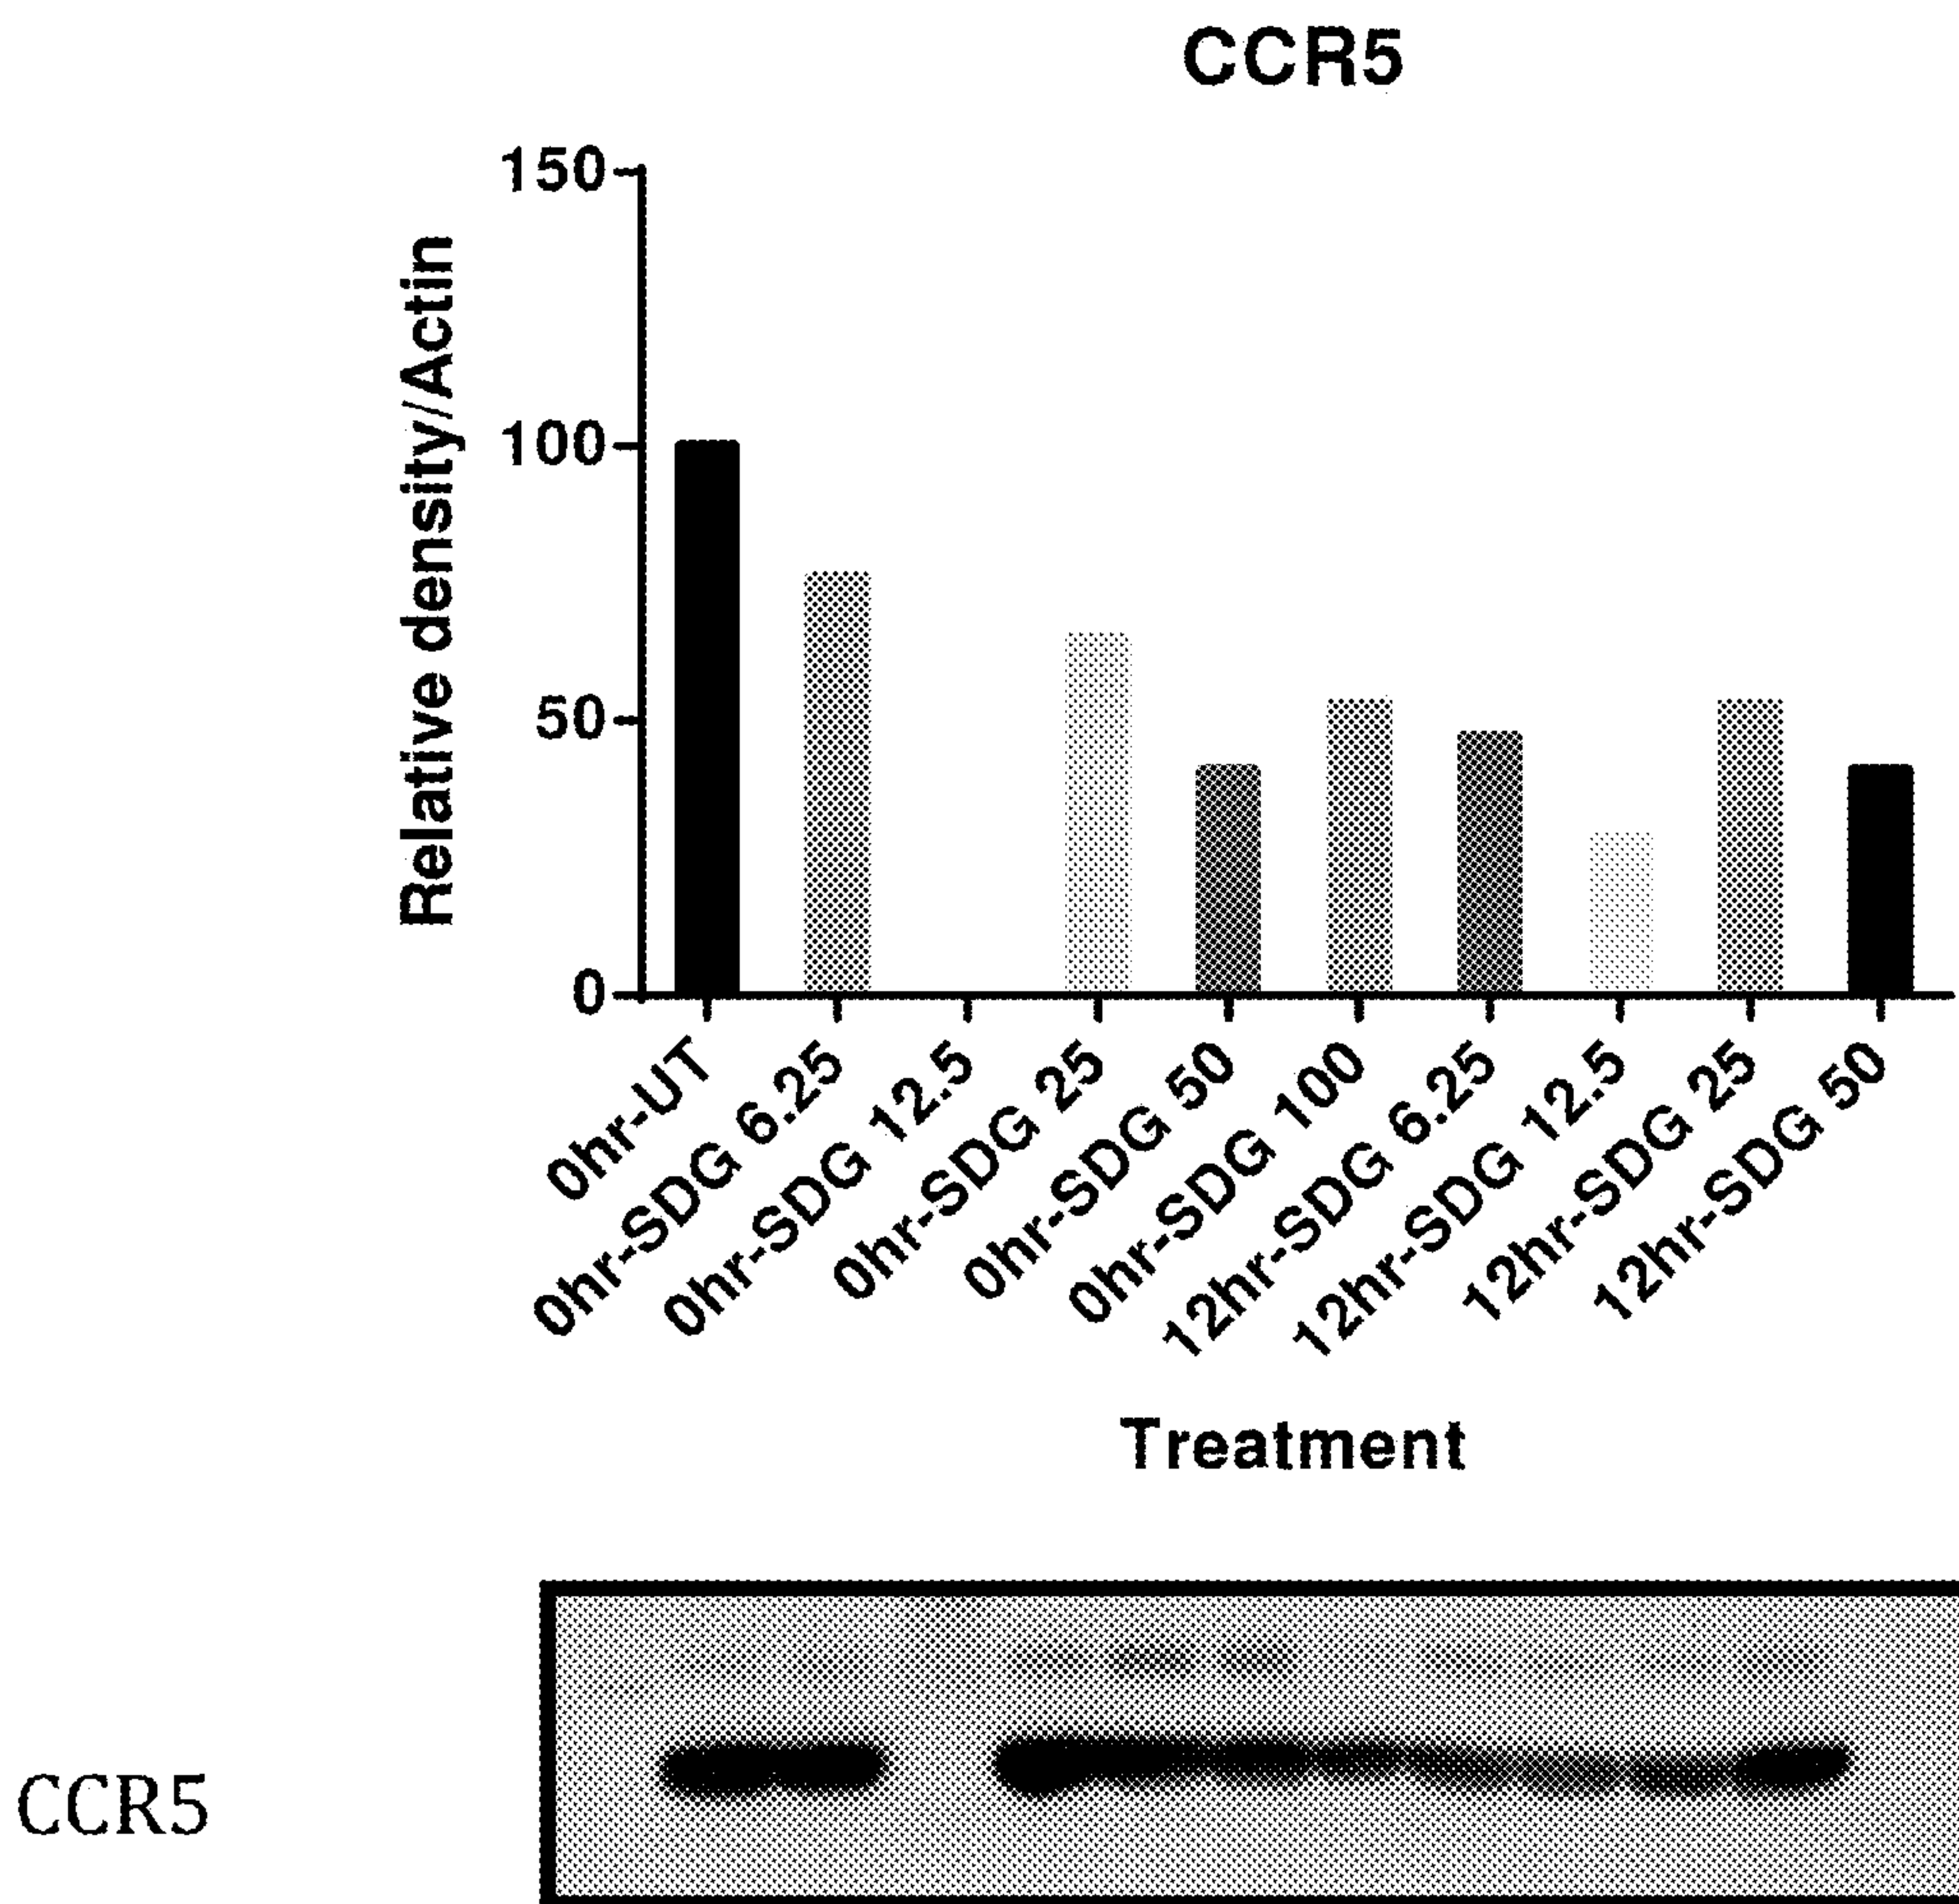 CCR5
Relative density/Actin
150
100
50
0
0hr-UT
0hr-SDG 6.25
0hr-SDG 12.5
0hr-SDG 25
0hr-SDG 50
0hr-SDG 100
12hr-SDG 6.25
12hr-SDG 12.5
12hr-SDG 25
12hr-SDG 50
Treatment
CCR5